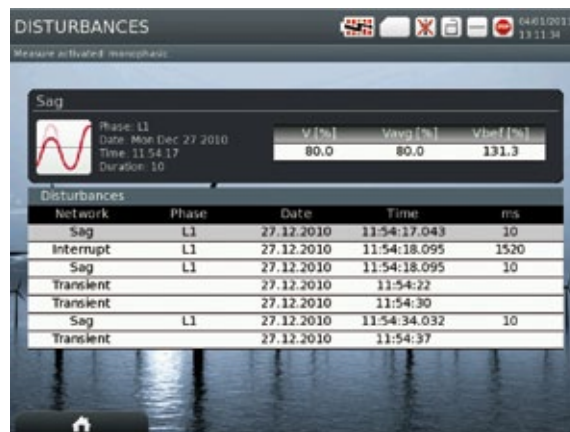 DISTURBANCES
04/01/2011
13:11:34
Measure activated: monophasic
Sag
Phase: L1
Date: Mon Dec 27 2010
Time: 11:54:17
Duration: 10
V [%] Vavg [%] Vbef [%]
80.0 80.0 131.3
Disturbances
Network Phase Date Time ms
Sag L1 27.12.2010 11:54:17.043 10
Interrupt L1 27.12.2010 11:54:18.095 1520
Sag L1 27.12.2010 11:54:18.095 10
Transient 27.12.2010 11:54:22
Transient 27.12.2010 11:54:30
Sag L1 27.12.2010 11:54:34.032 10
Transient 27.12.2010 11:54:37